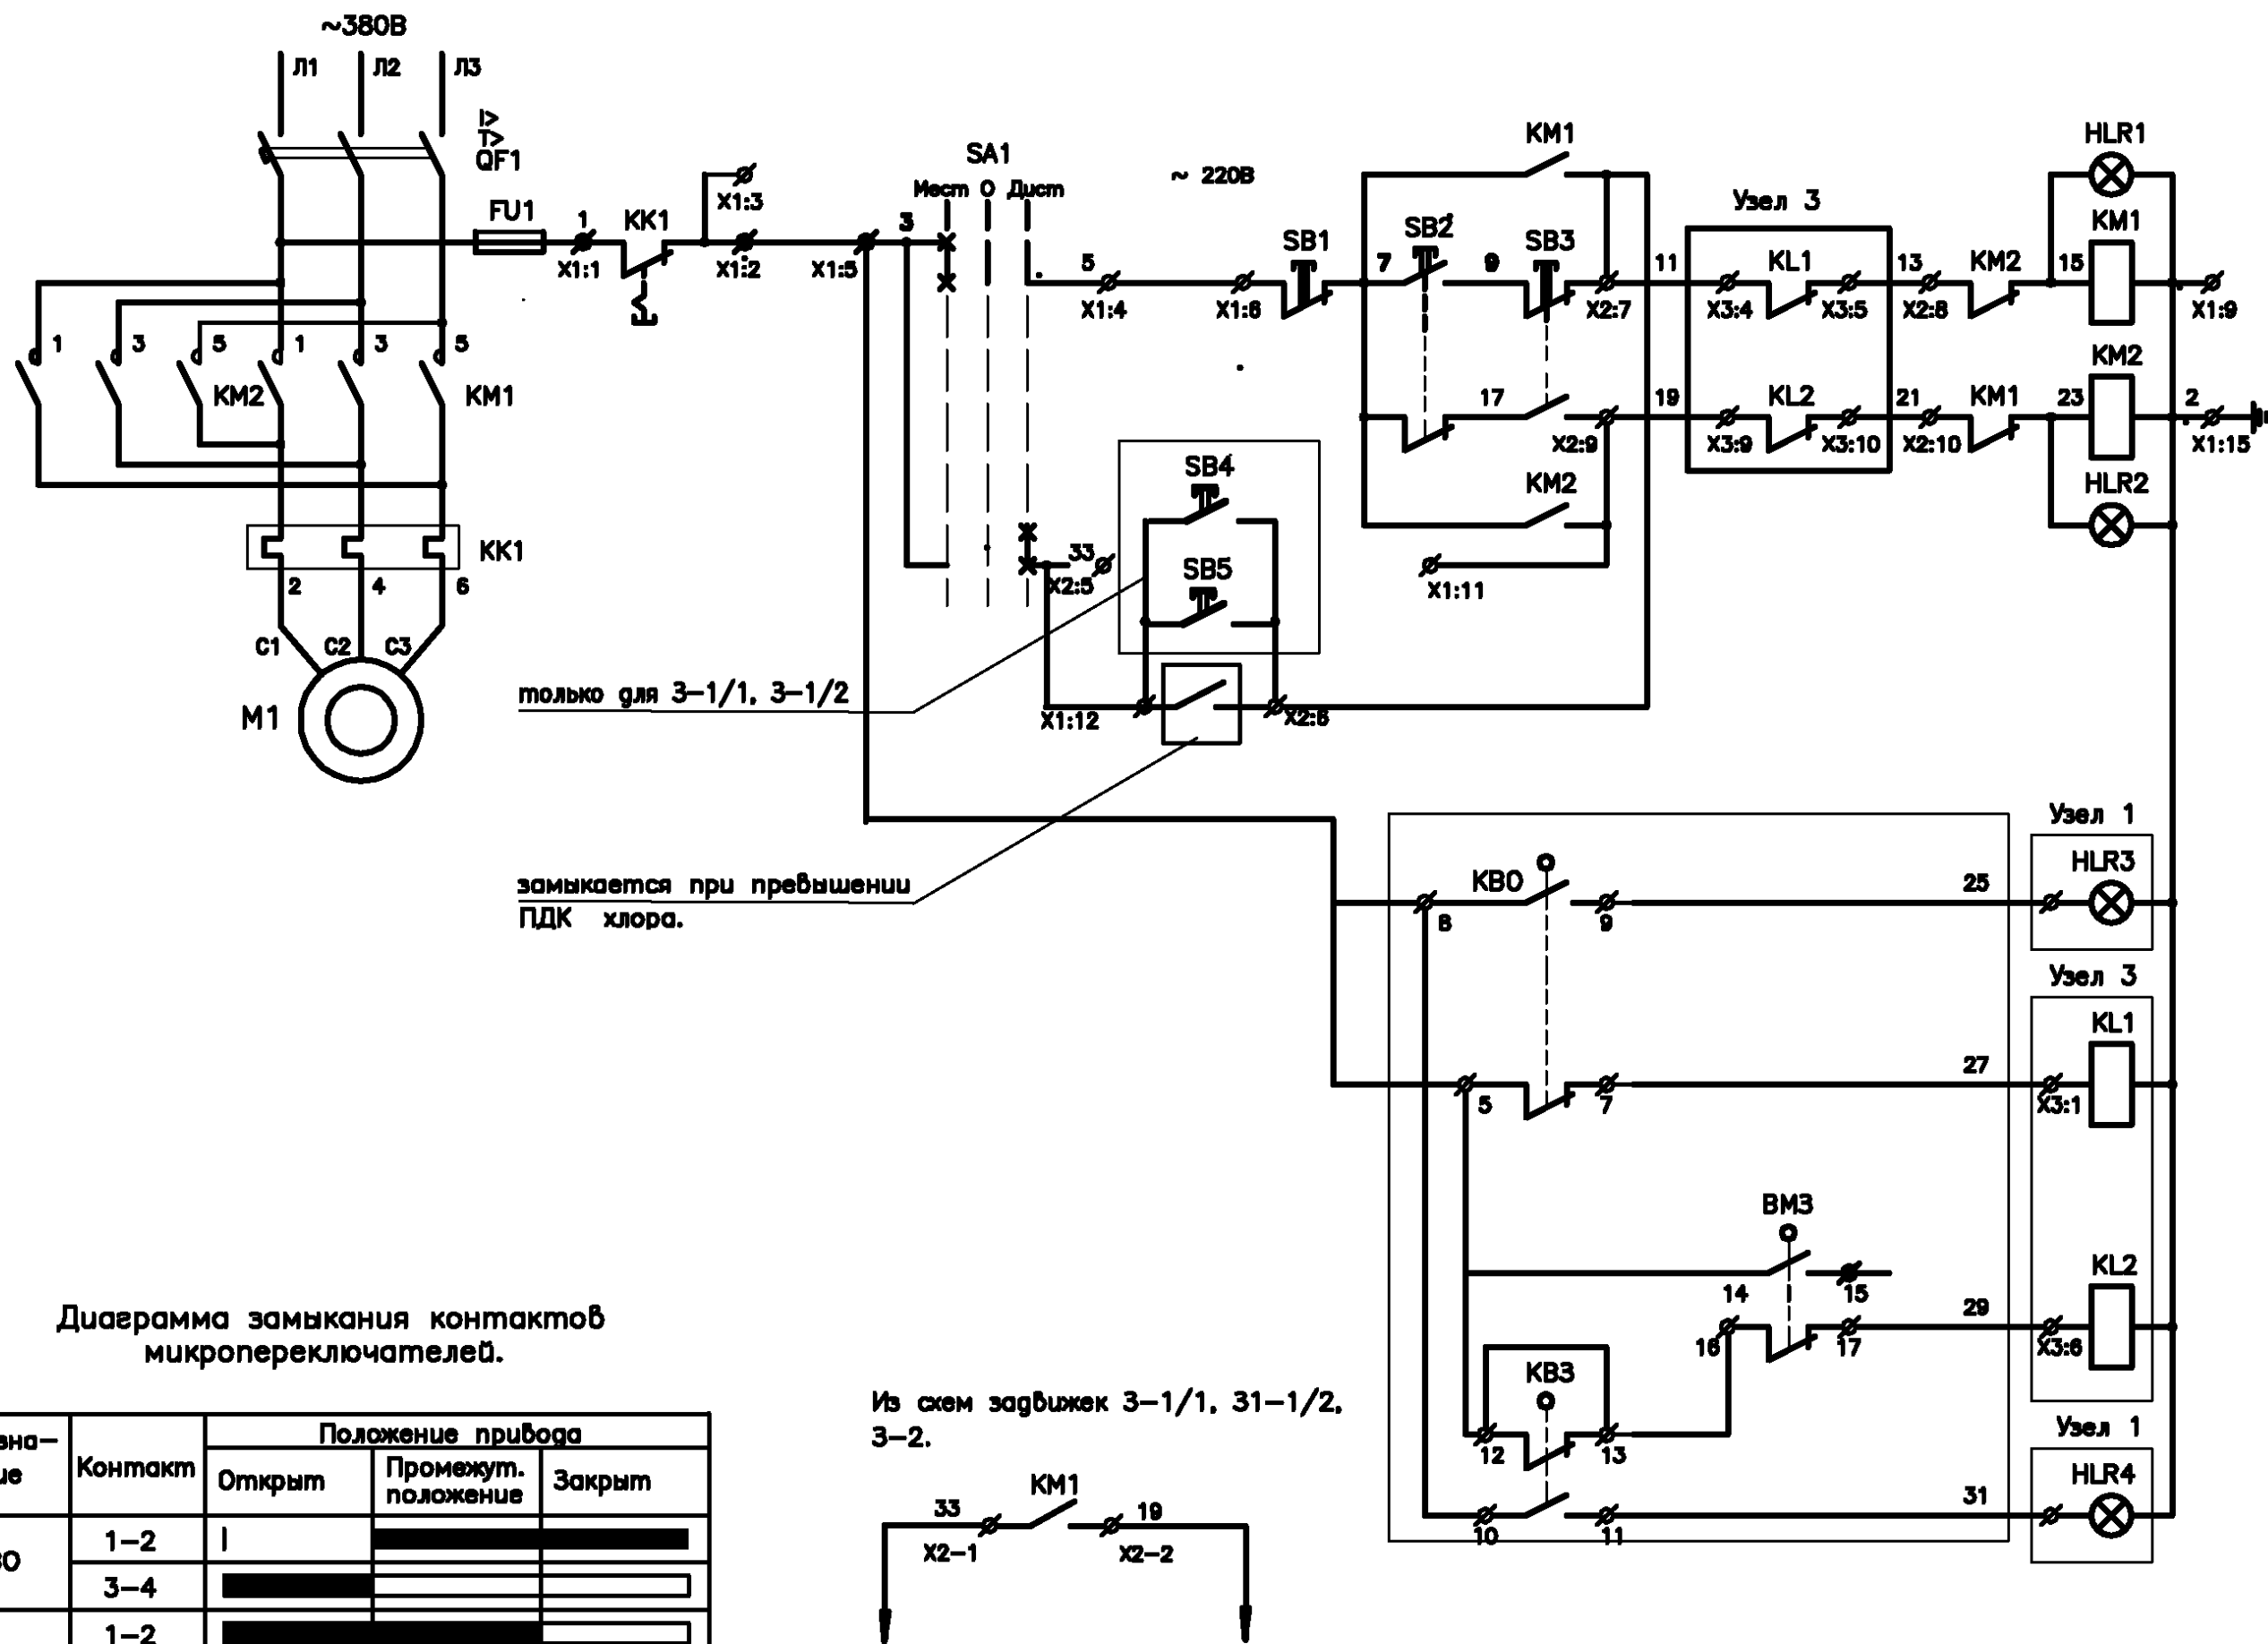 ~380В
Л1 Л2 Л3
I>
T>
QF1
FU1
1
X1:1
KK1
X1:3
X1:2
X1:5
3
SA1
Мест 0 Дист
~ 220В
5
X1:4
X1:6
SB1
7
SB2
9
SB3
KM1
X2:7
11
Узел 3
X3:4
KL1
X3:5
13
X2:8
KM2
15
HLR1
KM1
X1:9
1 3 5 1 3 5
KM2
KM1
17
X2:9
19
X3:9
KL2
X3:10
21
X2:10
KM1
23
KM2
2
X1:15
HLR2
KM2
X1:11
SB4
SB5
33
X2:5
X1:12
X2:6
KK1
2 4 6
C1 C2 C3
M1
только для 3-1/1, 3-1/2
замыкается при превышении
ПДК хлора.
Узел 1
HLR3
КВО
8
9
25
Узел 3
KL1
5
7
27
X3:1
ВМЗ
14
15
KL2
16
17
29
X3:6
КВЗ
12
13
Узел 1
HLR4
10
11
31
Диаграмма замыкания контактов
микропереключателей.
Контакт
Положение привода
Открыт
Промежут.
положение
Закрыт
1-2
3-4
1-2
Из схем задвижек 3-1/1, 31-1/2,
3-2.
33
X2-1
KM1
19
X2-2